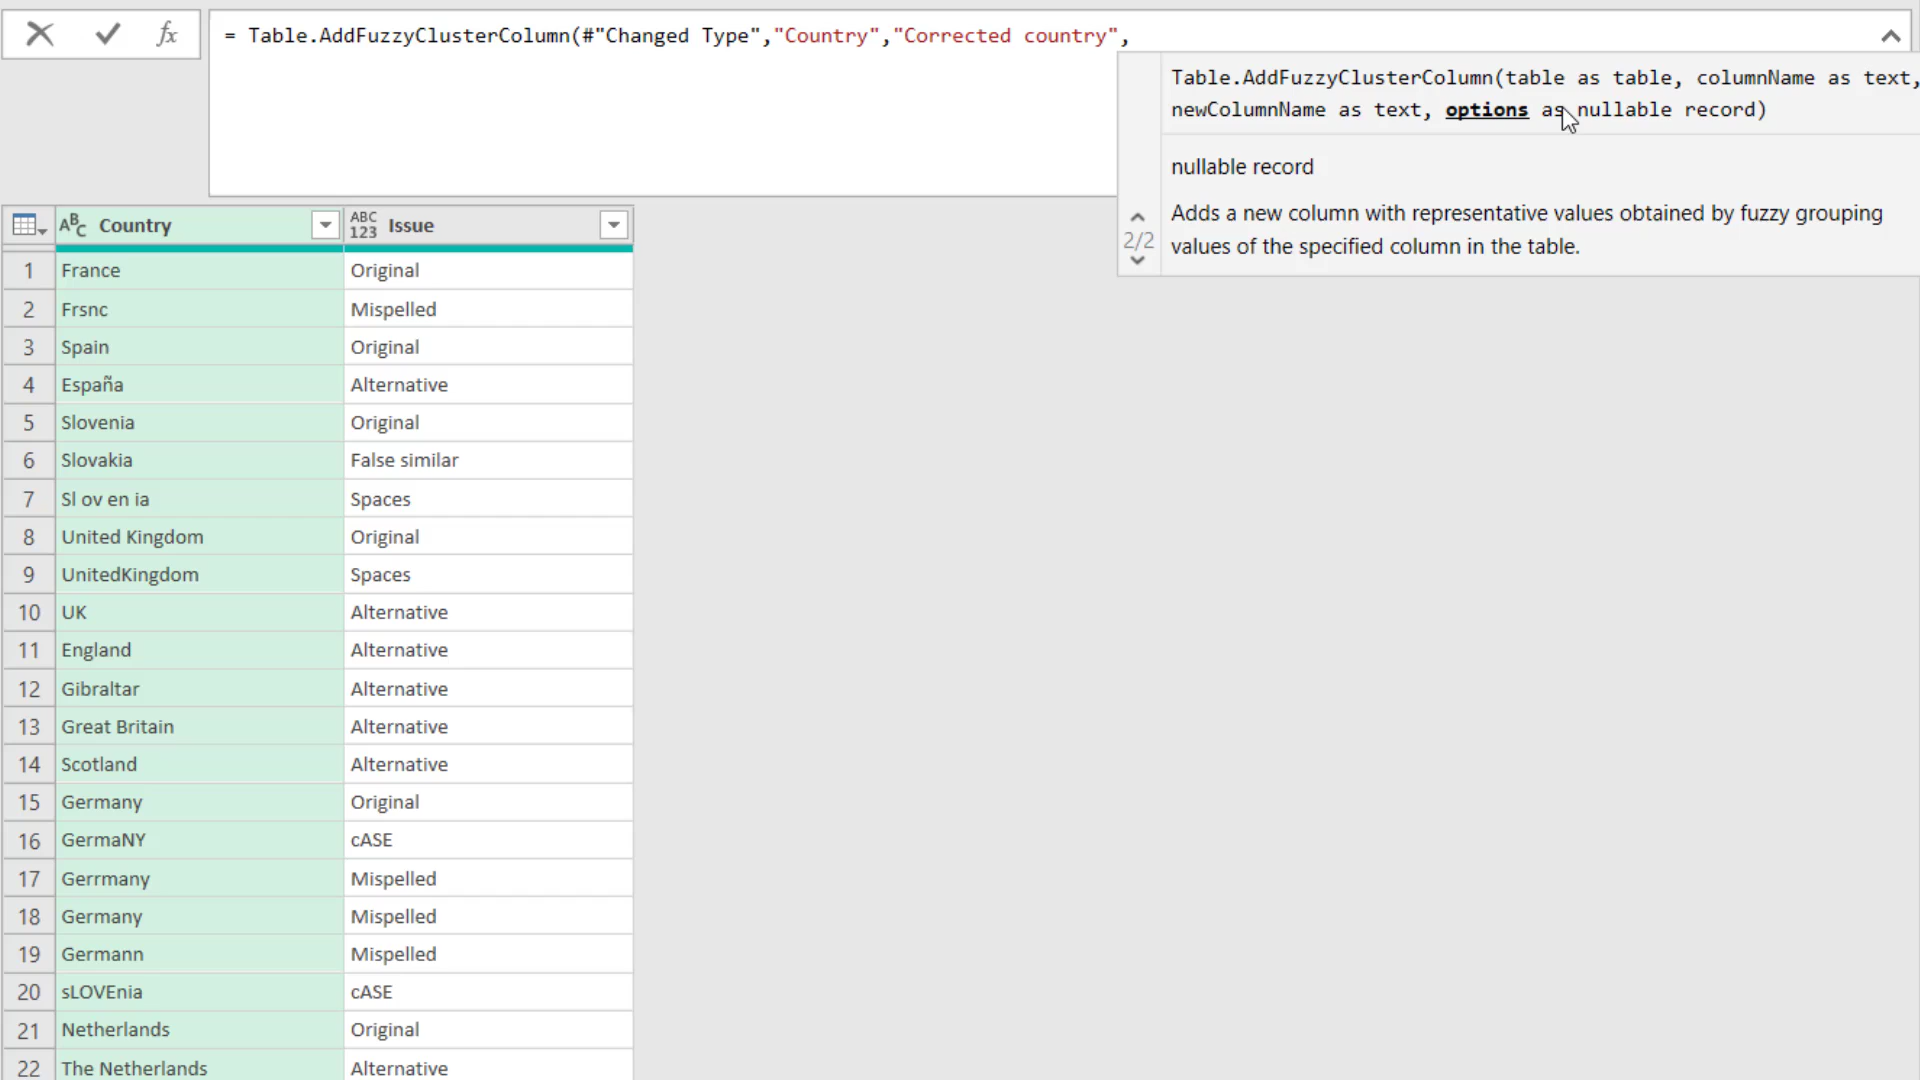 fx
= Table.AddFuzzyClusterColumn(#"Changed Type","Country","Corrected country",
Table.AddFuzzyClusterColumn(table as table, columnName as text,
newColumnName as text, options as nullable record)
nullable record
Adds a new column with representative values obtained by fuzzy grouping
2/2 values of the specified column in the table.
ABC Country ABC 123 Issue
1 France Original
2 Frsnc Mispelled
3 Spain Original
4 España Alternative
5 Slovenia Original
6 Slovakia False similar
7 Sl ov en ia Spaces
8 United Kingdom Original
9 UnitedKingdom Spaces
10 UK Alternative
11 England Alternative
12 Gibraltar Alternative
13 Great Britain Alternative
14 Scotland Alternative
15 Germany Original
16 GermaNY cASE
17 Gerrmany Mispelled
18 Germany Mispelled
19 Germann Mispelled
20 sLOVEnia cASE
21 Netherlands Original
22 The Netherlands Alternative